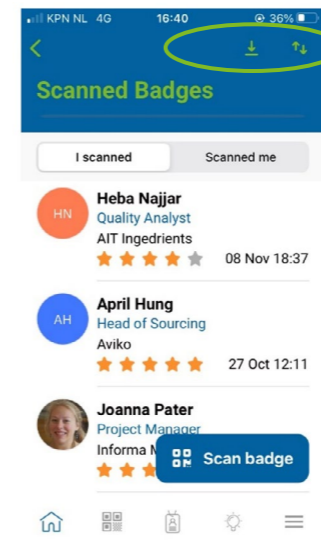 KPN NL 4G 16:40 36%
Scanned Badges
I scanned Scanned me
HN
Heba Najjar
Quality Analyst
AIT Ingedrients
08 Nov 18:37
AH
April Hung
Head of Sourcing
Aviko
27 Oct 12:11
Joanna Pater
Project Manager
Informa
Scan badge